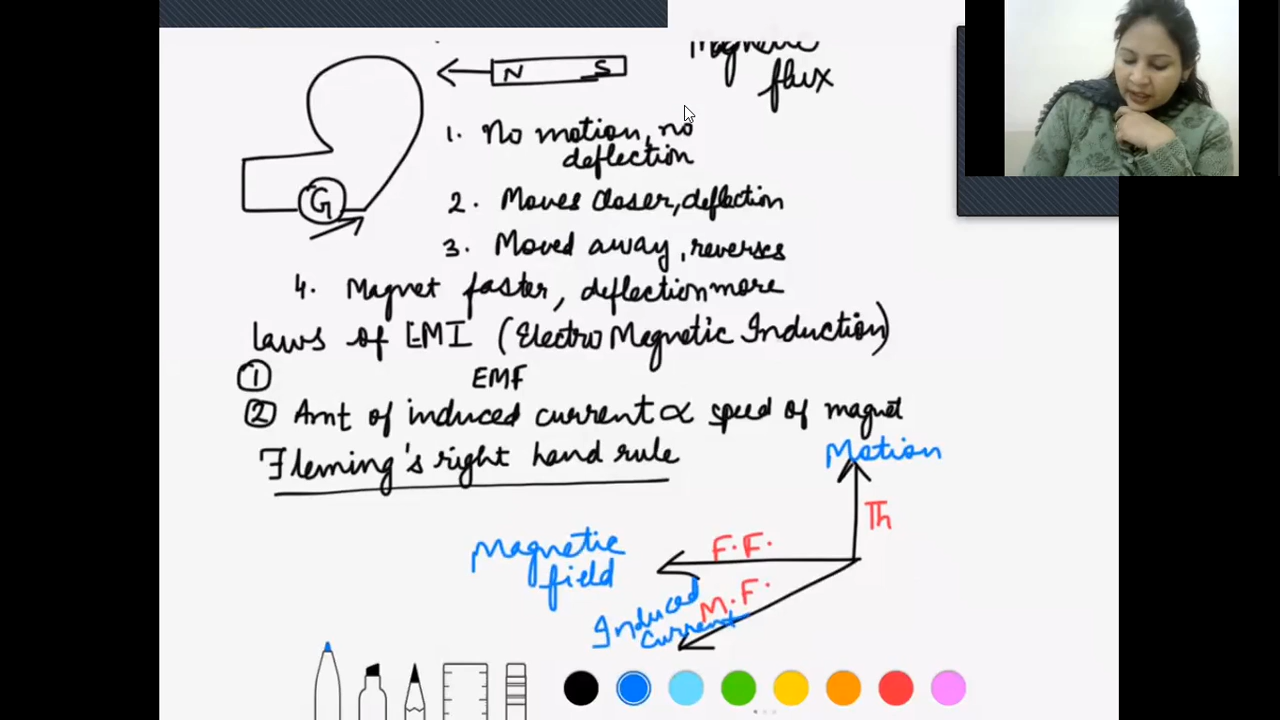 N S
Magnetic
flux
1. No motion, no
deflection
G
2. Moves closer, deflection
3. Moved away, reverses
4. Magnet faster, deflection more
Laws of EMI (Electro Magnetic Induction)
①
EMF
② Amt of induced current ∝ speed of magnet
Fleming's right hand rule
Motion
Th
F.F.
Magnetic
field
M.F.
Induced
Current